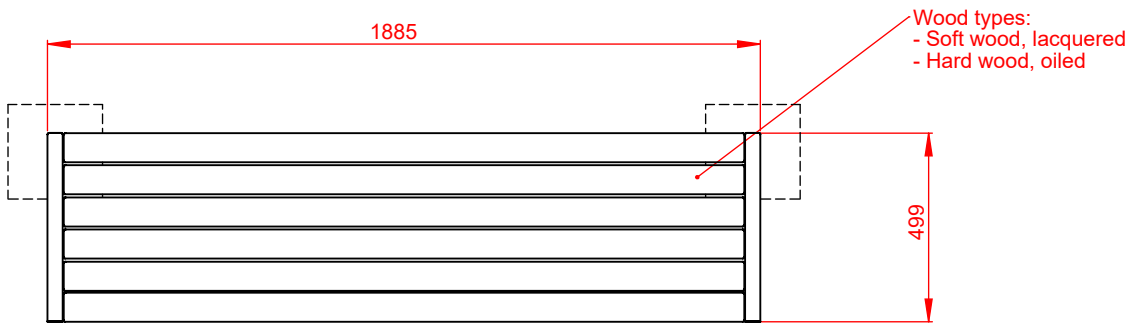 Wood types:
- Soft wood, lacquered
- Hard wood, oiled
1885
499